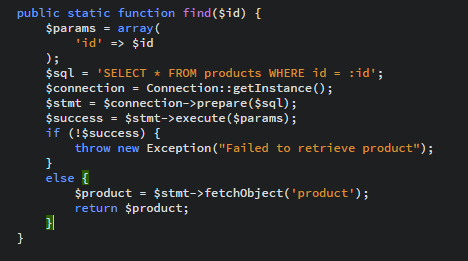 public static function find($id) {
    $params = array(
        'id' => $id
    );
    $sql = 'SELECT * FROM products WHERE id = :id';
    $connection = Connection::getInstance();
    $stmt = $connection->prepare($sql);
    $success = $stmt->execute($params);
    if (!$success) {
        throw new Exception("Failed to retrieve product");
    }
    else {
        $product = $stmt->fetchObject('product');
        return $product;
    }
}